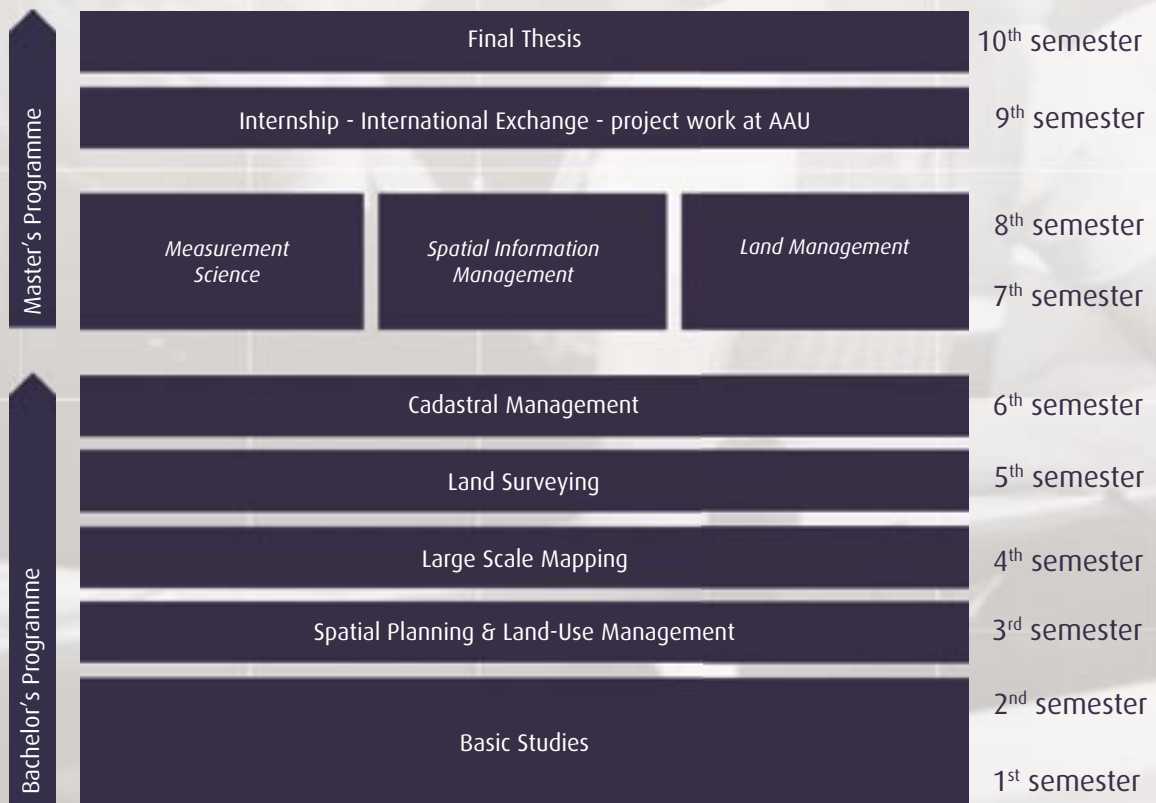 Master's Programme
Final Thesis
10th semester
Internship - International Exchange - project work at AAU
9th semester
Measurement
Science
Spatial Information
Management
Land Management
8th semester
7th semester
Bachelor's Programme
Cadastral Management
6th semester
Land Surveying
5th semester
Large Scale Mapping
4th semester
Spatial Planning & Land-Use Management
3rd semester
Basic Studies
2nd semester
1st semester